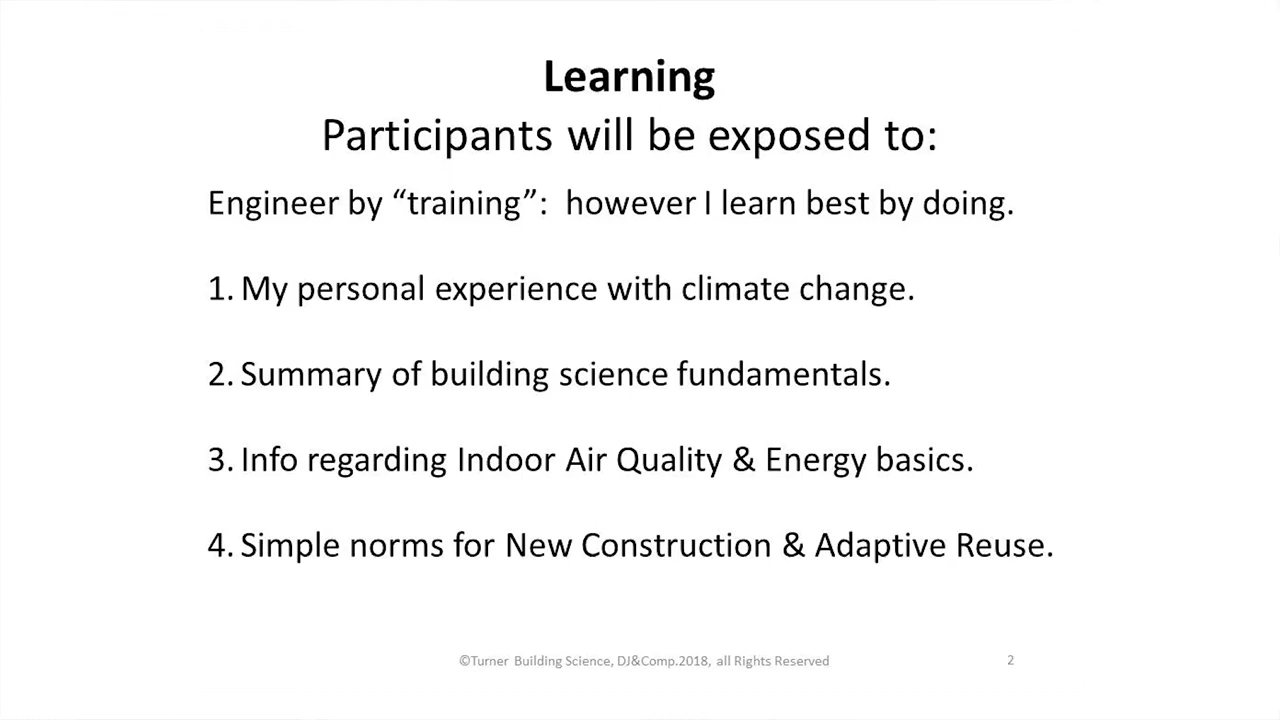 Learning
Participants will be exposed to:
Engineer by “training”:  however I learn best by doing.
1. My personal experience with climate change.
2. Summary of building science fundamentals.
3. Info regarding Indoor Air Quality & Energy basics.
4. Simple norms for New Construction & Adaptive Reuse.
©Turner Building Science, DJ&Comp.2018, all Rights Reserved
2